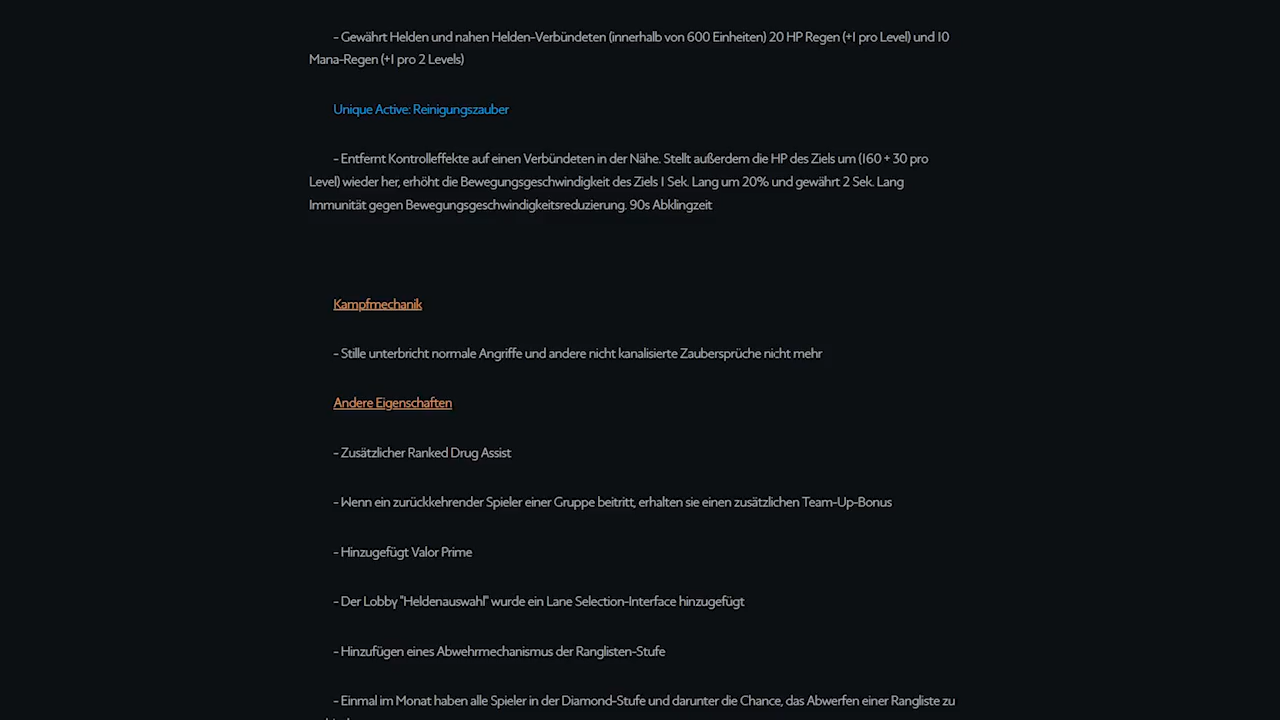 - Gewährt Helden und nahen Helden-Verbündeten (innerhalb von 600 Einheiten) 20 HP Regen (+1 pro Level) und 10
Mana-Regen (+1 pro 2 Levels)
Unique Active: Reinigungszauber
- Entfernt Kontrolleffekte auf einen Verbündeten in der Nähe. Stellt außerdem die HP des Ziels um (160 + 30 pro
Level) wieder her, erhöht die Bewegungsgeschwindigkeit des Ziels 1 Sek. Lang um 20% und gewährt 2 Sek. Lang
Immunität gegen Bewegungsgeschwindigkeitsreduzierung. 90s Abklingzeit
Kampfmechanik
- Stille unterbricht normale Angriffe und andere nicht kanalisierte Zaubersprüche nicht mehr
Andere Eigenschaften
- Zusätzlicher Ranked Drug Assist
- Wenn ein zurückkehrender Spieler einer Gruppe beitritt, erhalten sie einen zusätzlichen Team-Up-Bonus
- Hinzugefügt Valor Prime
- Der Lobby "Heldenauswahl" wurde ein Lane Selection-Interface hinzugefügt
- Hinzufügen eines Abwehrmechanismus der Ranglisten-Stufe
- Einmal im Monat haben alle Spieler in der Diamond-Stufe und darunter die Chance, das Abwerfen einer Rangliste zu